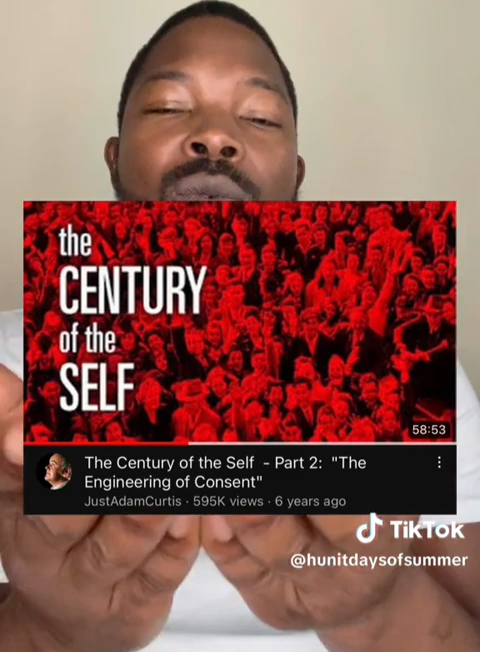 the
CENTURY
of the
SELF
58:53
The Century of the Self - Part 2: "The
Engineering of Consent"
JustAdamCurtis · 595K views · 6 years ago
TikTok
@hunitdaysofsummer